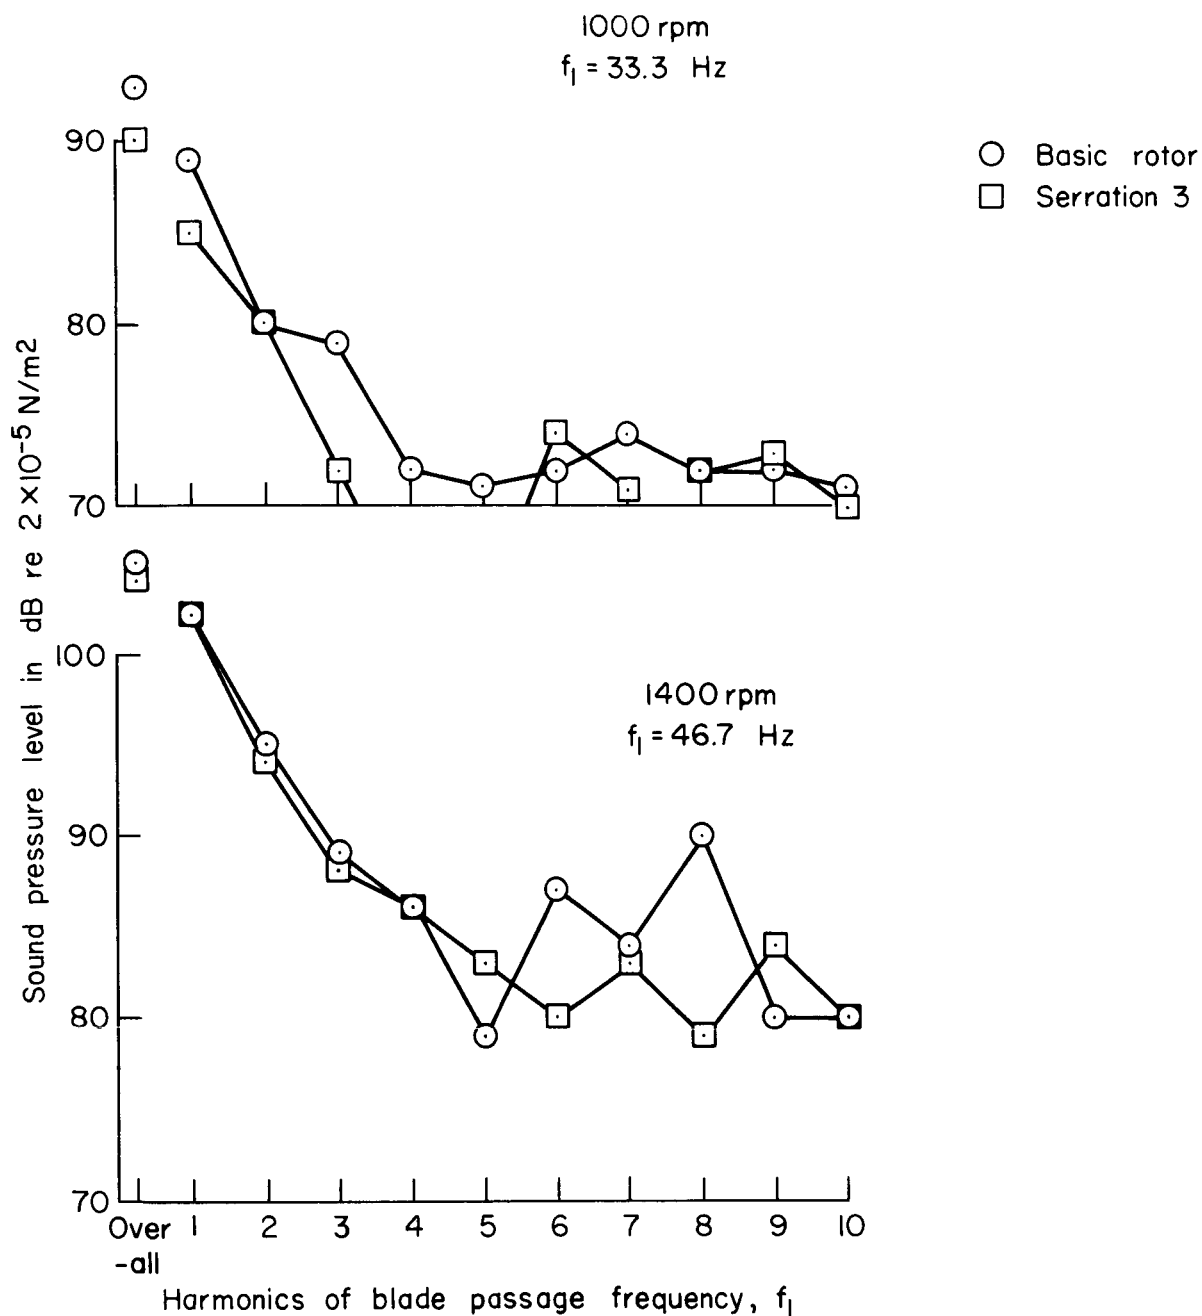 1000 rpm
f₁ = 33.3 Hz
Basic rotor
Serration 3
90
80
70
Sound pressure level in dB re 2×10⁻⁵ N/m2
100
90
80
70
1400 rpm
f₁ = 46.7 Hz
Over 1 2 3 4 5 6 7 8 9 10
-all
Harmonics of blade passage frequency, f₁